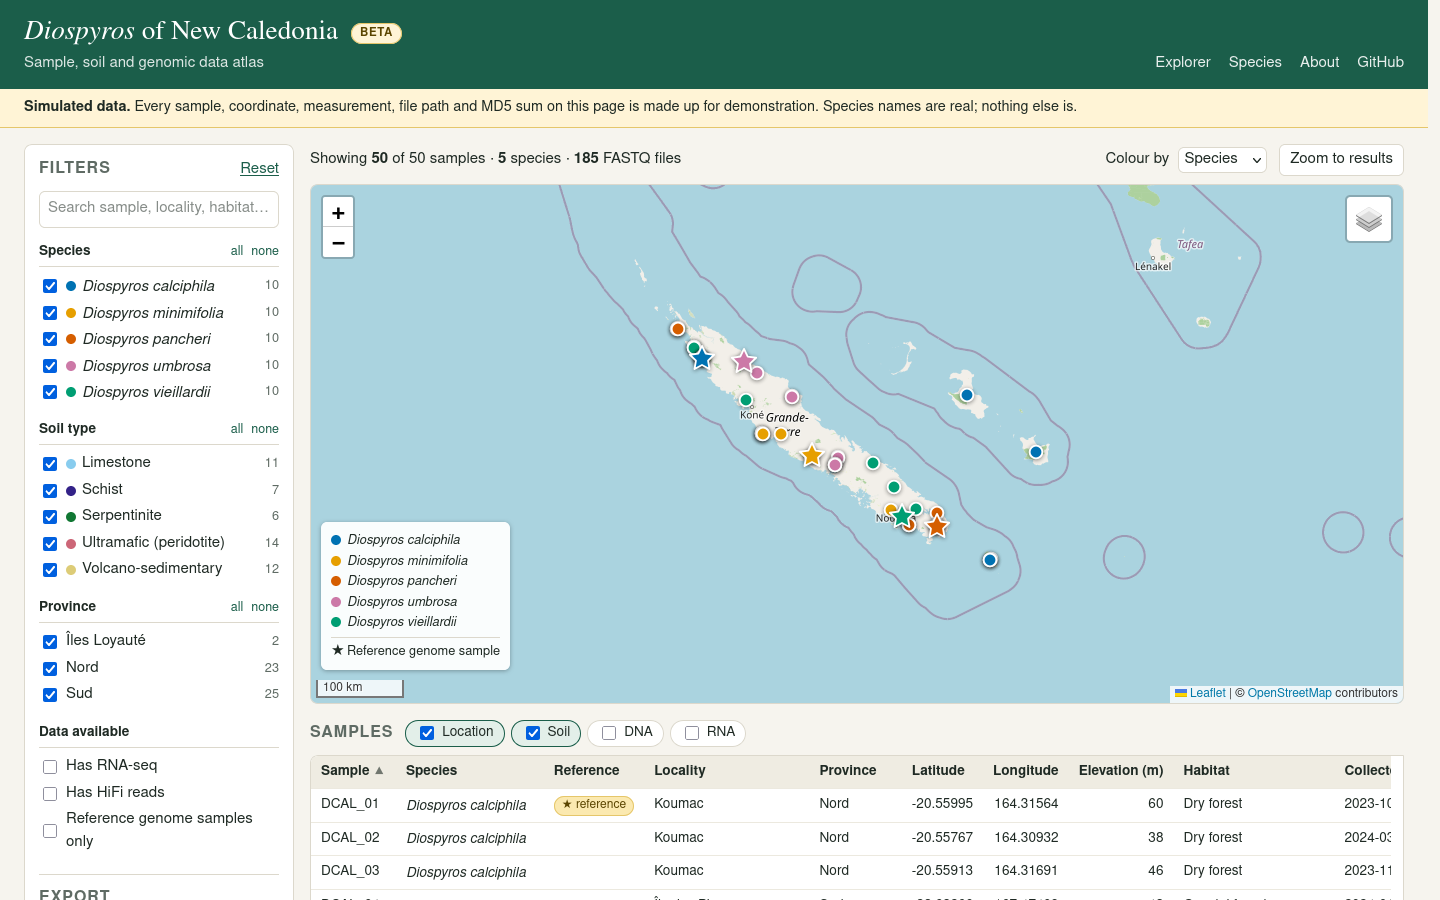 Diospyros of New Caledonia BETA
Sample, soil and genomic data atlas
Explorer Species About GitHub
Simulated data. Every sample, coordinate, measurement, file path and MD5 sum on this page is made up for demonstration. Species names are real; nothing else is.
FILTERS Reset
Search sample, locality, habitat…
Species all none
Diospyros calciphila 10
Diospyros minimifolia 10
Diospyros pancheri 10
Diospyros umbrosa 10
Diospyros vieillardii 10
Soil type all none
Limestone 11
Schist 7
Serpentinite 6
Ultramafic (peridotite) 14
Volcano-sedimentary 12
Province all none
Îles Loyauté 2
Nord 23
Sud 25
Data available
Has RNA-seq
Has HiFi reads
Reference genome samples
only
EXPORT
Showing 50 of 50 samples · 5 species · 185 FASTQ files
Colour by Species Zoom to results
+
−
Tafea
Lénakel
Koné
Grande-
Diospyros calciphila
Diospyros minimifolia
Diospyros pancheri
Diospyros umbrosa
Diospyros vieillardii
★ Reference genome sample
100 km
Leaflet | © OpenStreetMap contributors
SAMPLES Location Soil DNA RNA
Sample ▲ Species Reference Locality Province Latitude Longitude Elevation (m) Habitat Collect
DCAL_01 Diospyros calciphila ★ reference Koumac Nord -20.55995 164.31564 60 Dry forest 2023-10
DCAL_02 Diospyros calciphila Koumac Nord -20.55767 164.30932 38 Dry forest 2024-03
DCAL_03 Diospyros calciphila Koumac Nord -20.55913 164.31691 46 Dry forest 2023-11